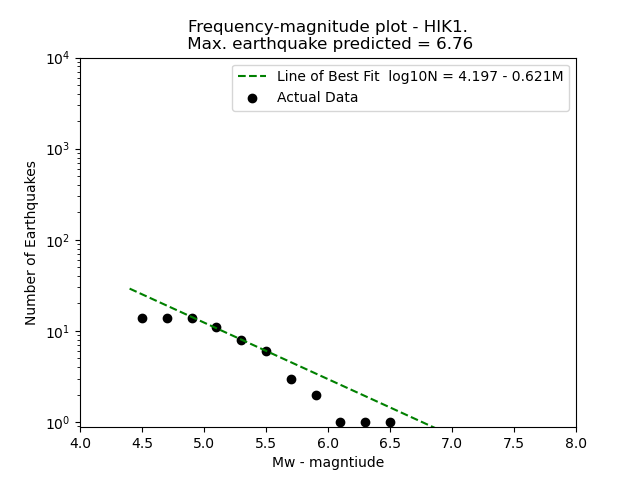 Frequency-magnitude plot - HIK1.
Max. earthquake predicted = 6.76
Line of Best Fit  log10N = 4.197 - 0.621M
Actual Data
Number of Earthquakes
10^4
10^3
10^2
10^1
10^0
4.0 4.5 5.0 5.5 6.0 6.5 7.0 7.5 8.0
Mw - magntiude